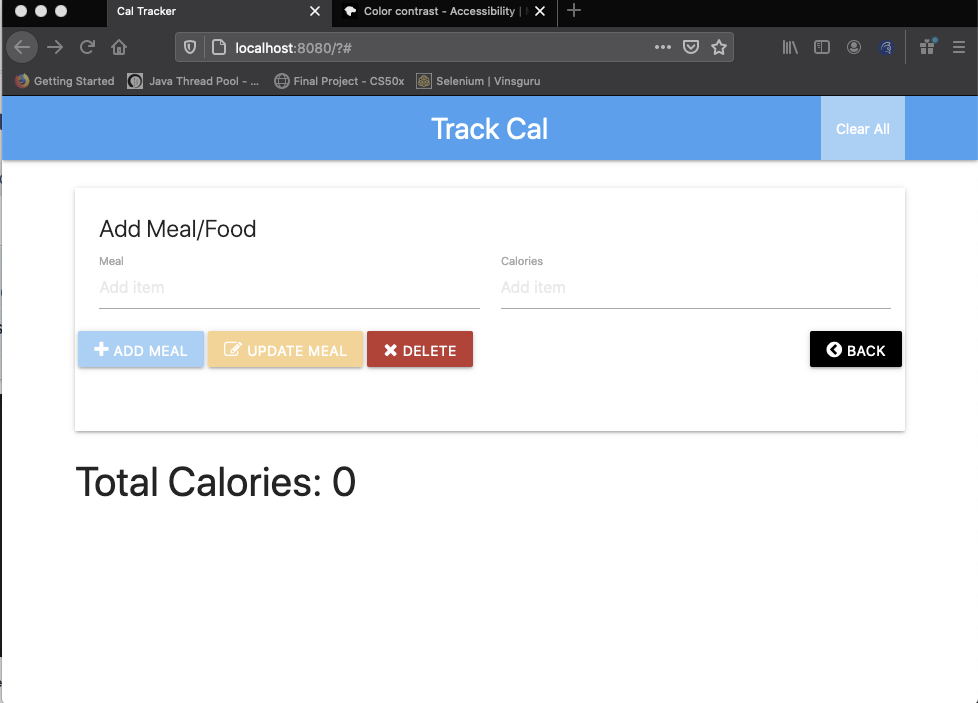 Cal Tracker
Color contrast - Accessibility |
localhost:8080/?#
Getting Started Java Thread Pool - ... Final Project - CS50x Selenium | Vinsguru
Track Cal Clear All
Add Meal/Food
Meal Calories
Add item Add item
ADD MEAL UPDATE MEAL DELETE BACK
Total Calories: 0